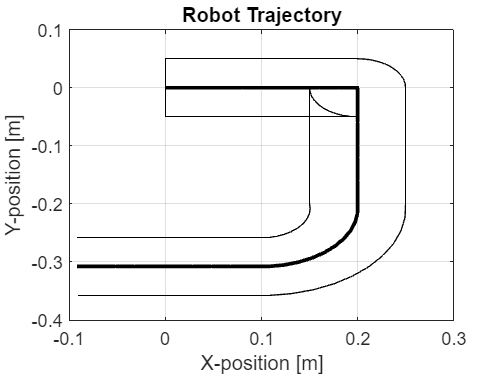 Robot Trajectory
Y-position [m]
0.1
0
-0.1
-0.2
-0.3
-0.4
-0.1 0 0.1 0.2 0.3
X-position [m]